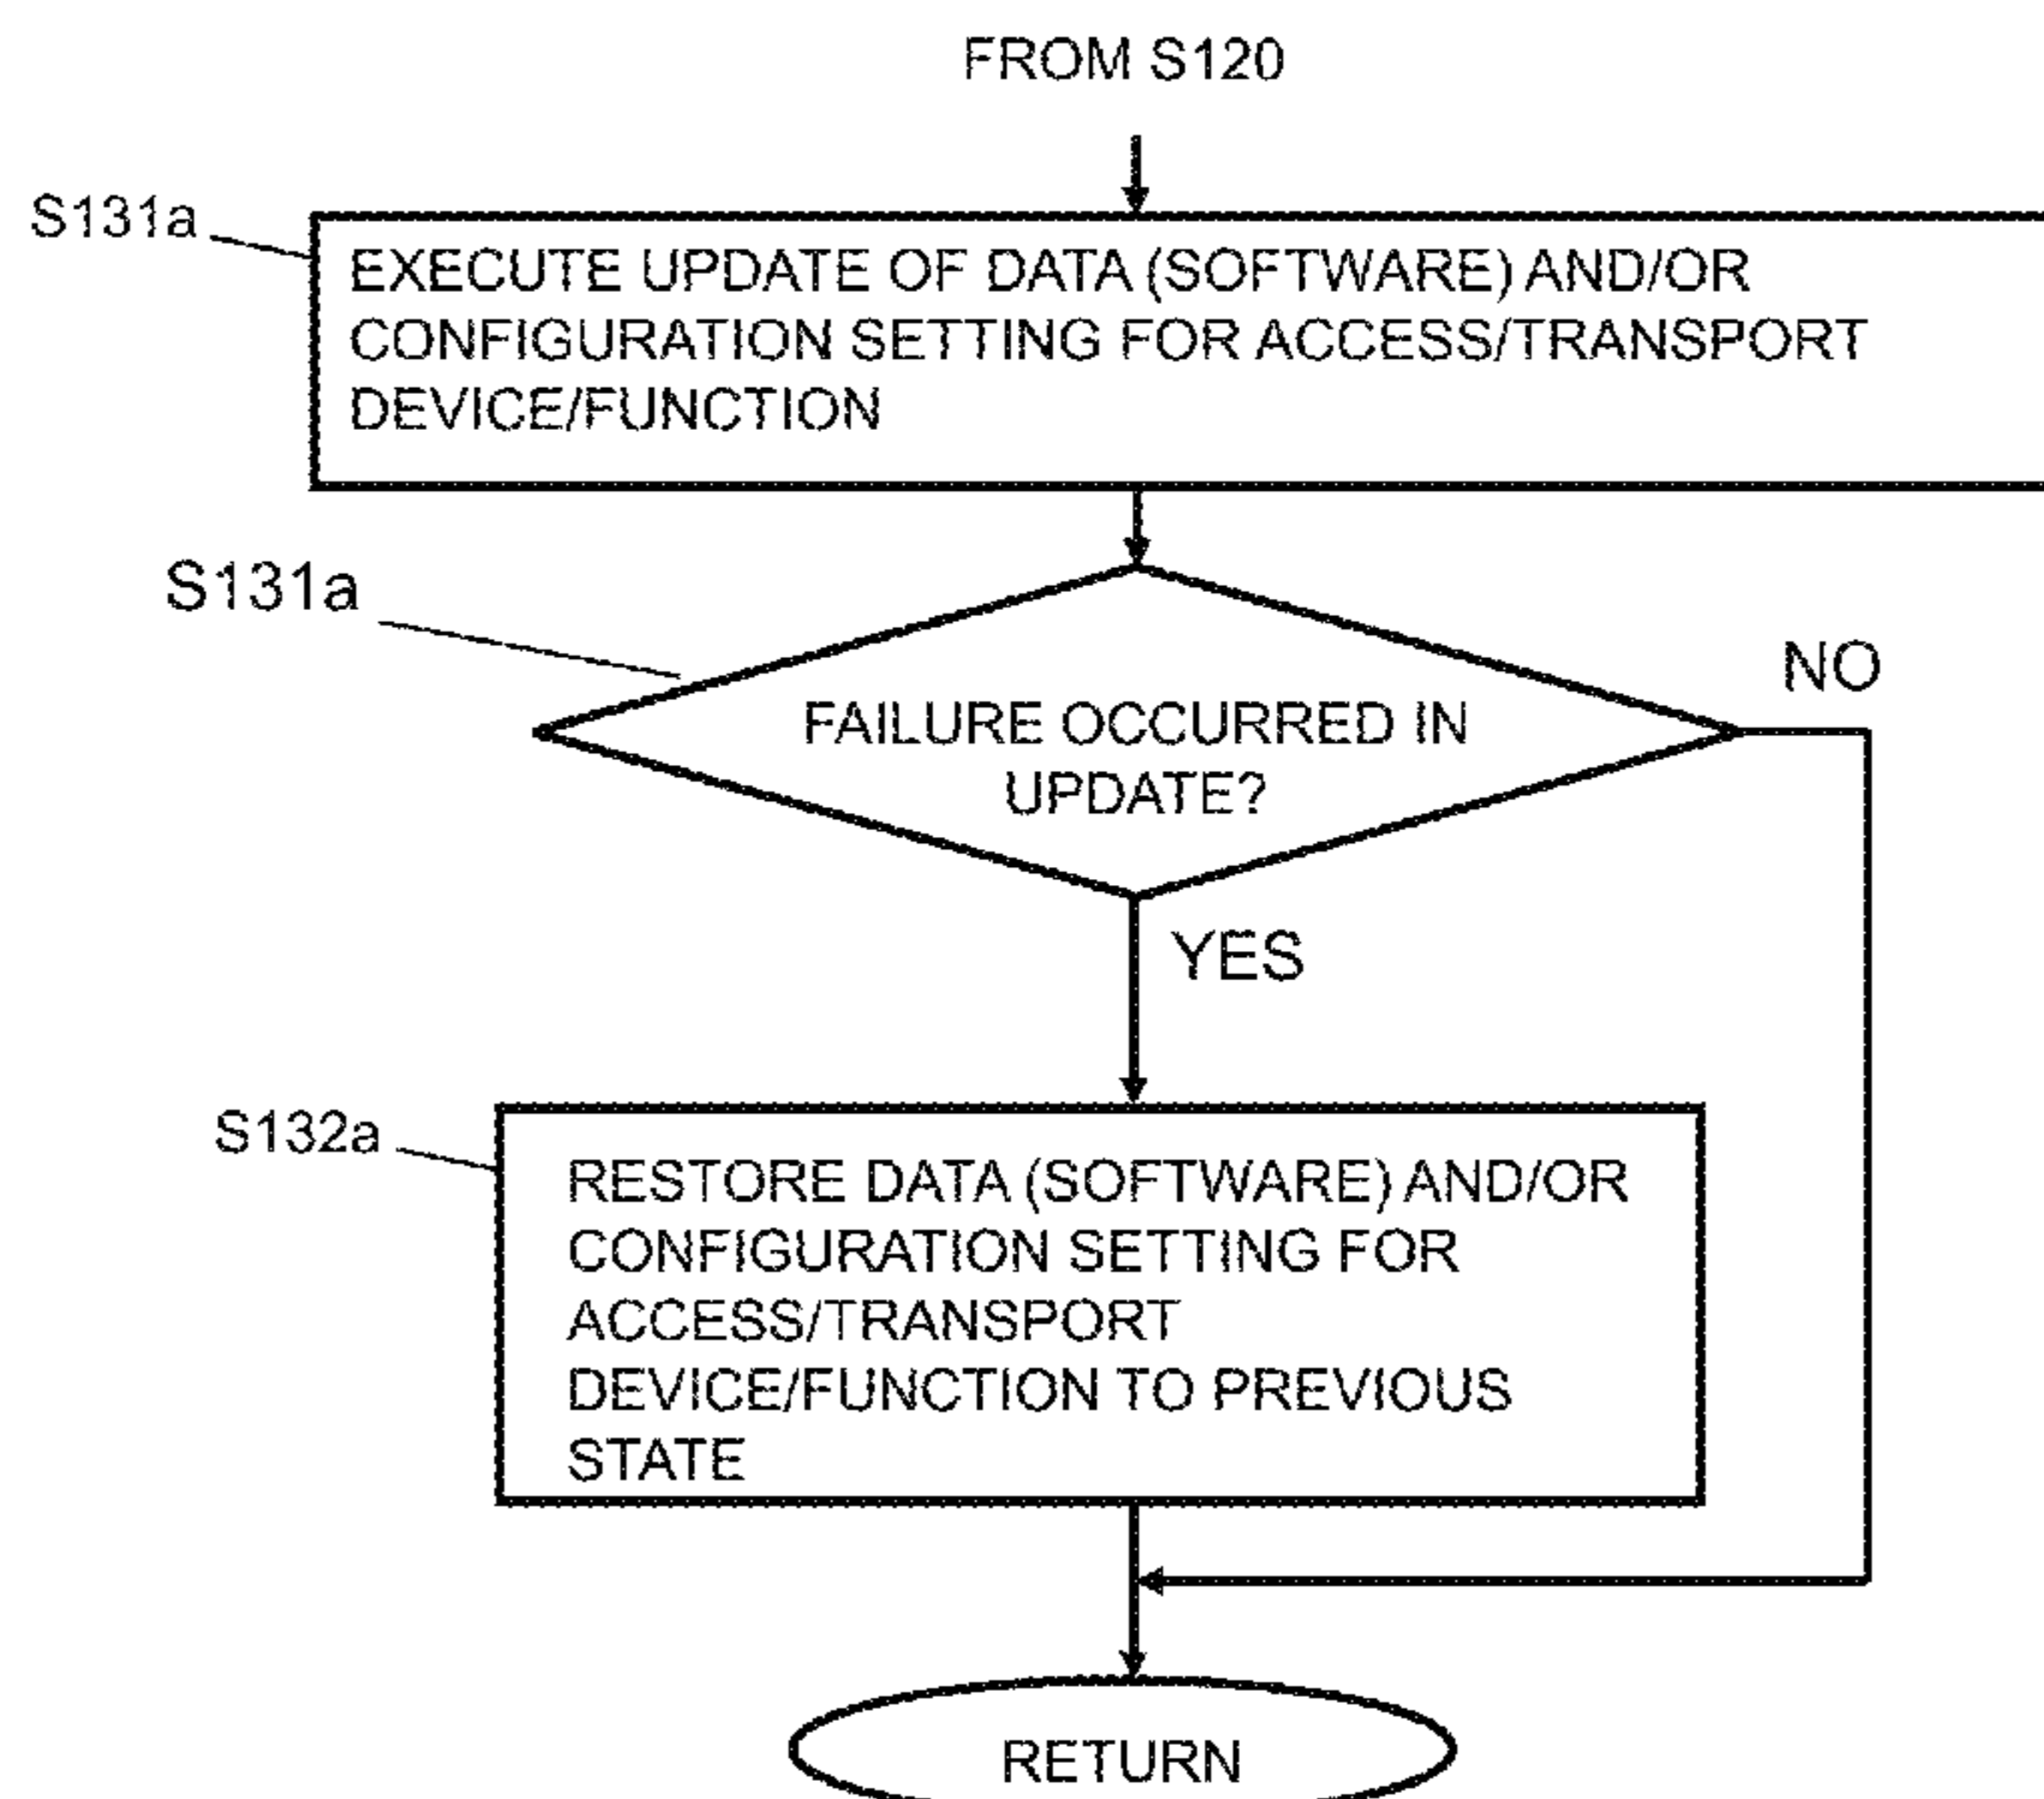 FROM S120
S131a
EXECUTE UPDATE OF DATA (SOFTWARE) AND/OR
CONFIGURATION SETTING FOR ACCESS/TRANSPORT
DEVICE/FUNCTION
S131a
FAILURE OCCURRED IN
UPDATE?
NO
YES
S132a
RESTORE DATA (SOFTWARE) AND/OR
CONFIGURATION SETTING FOR
ACCESS/TRANSPORT
DEVICE/FUNCTION TO PREVIOUS
STATE
RETURN